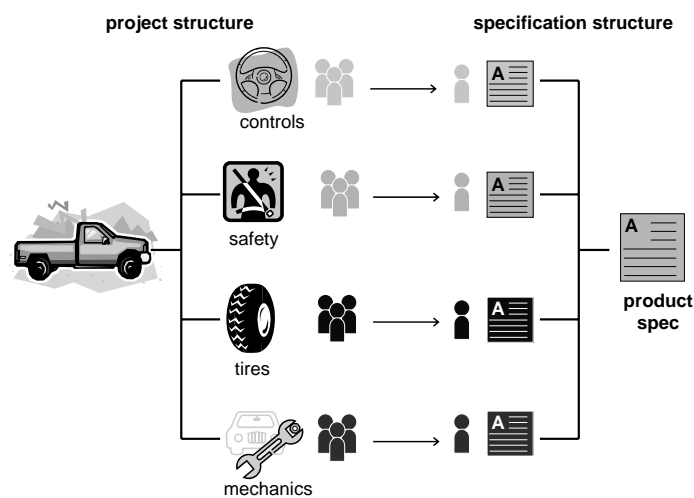 project structure
specification structure
controls
A
safety
A
A
product
spec
tires
A
mechanics
A